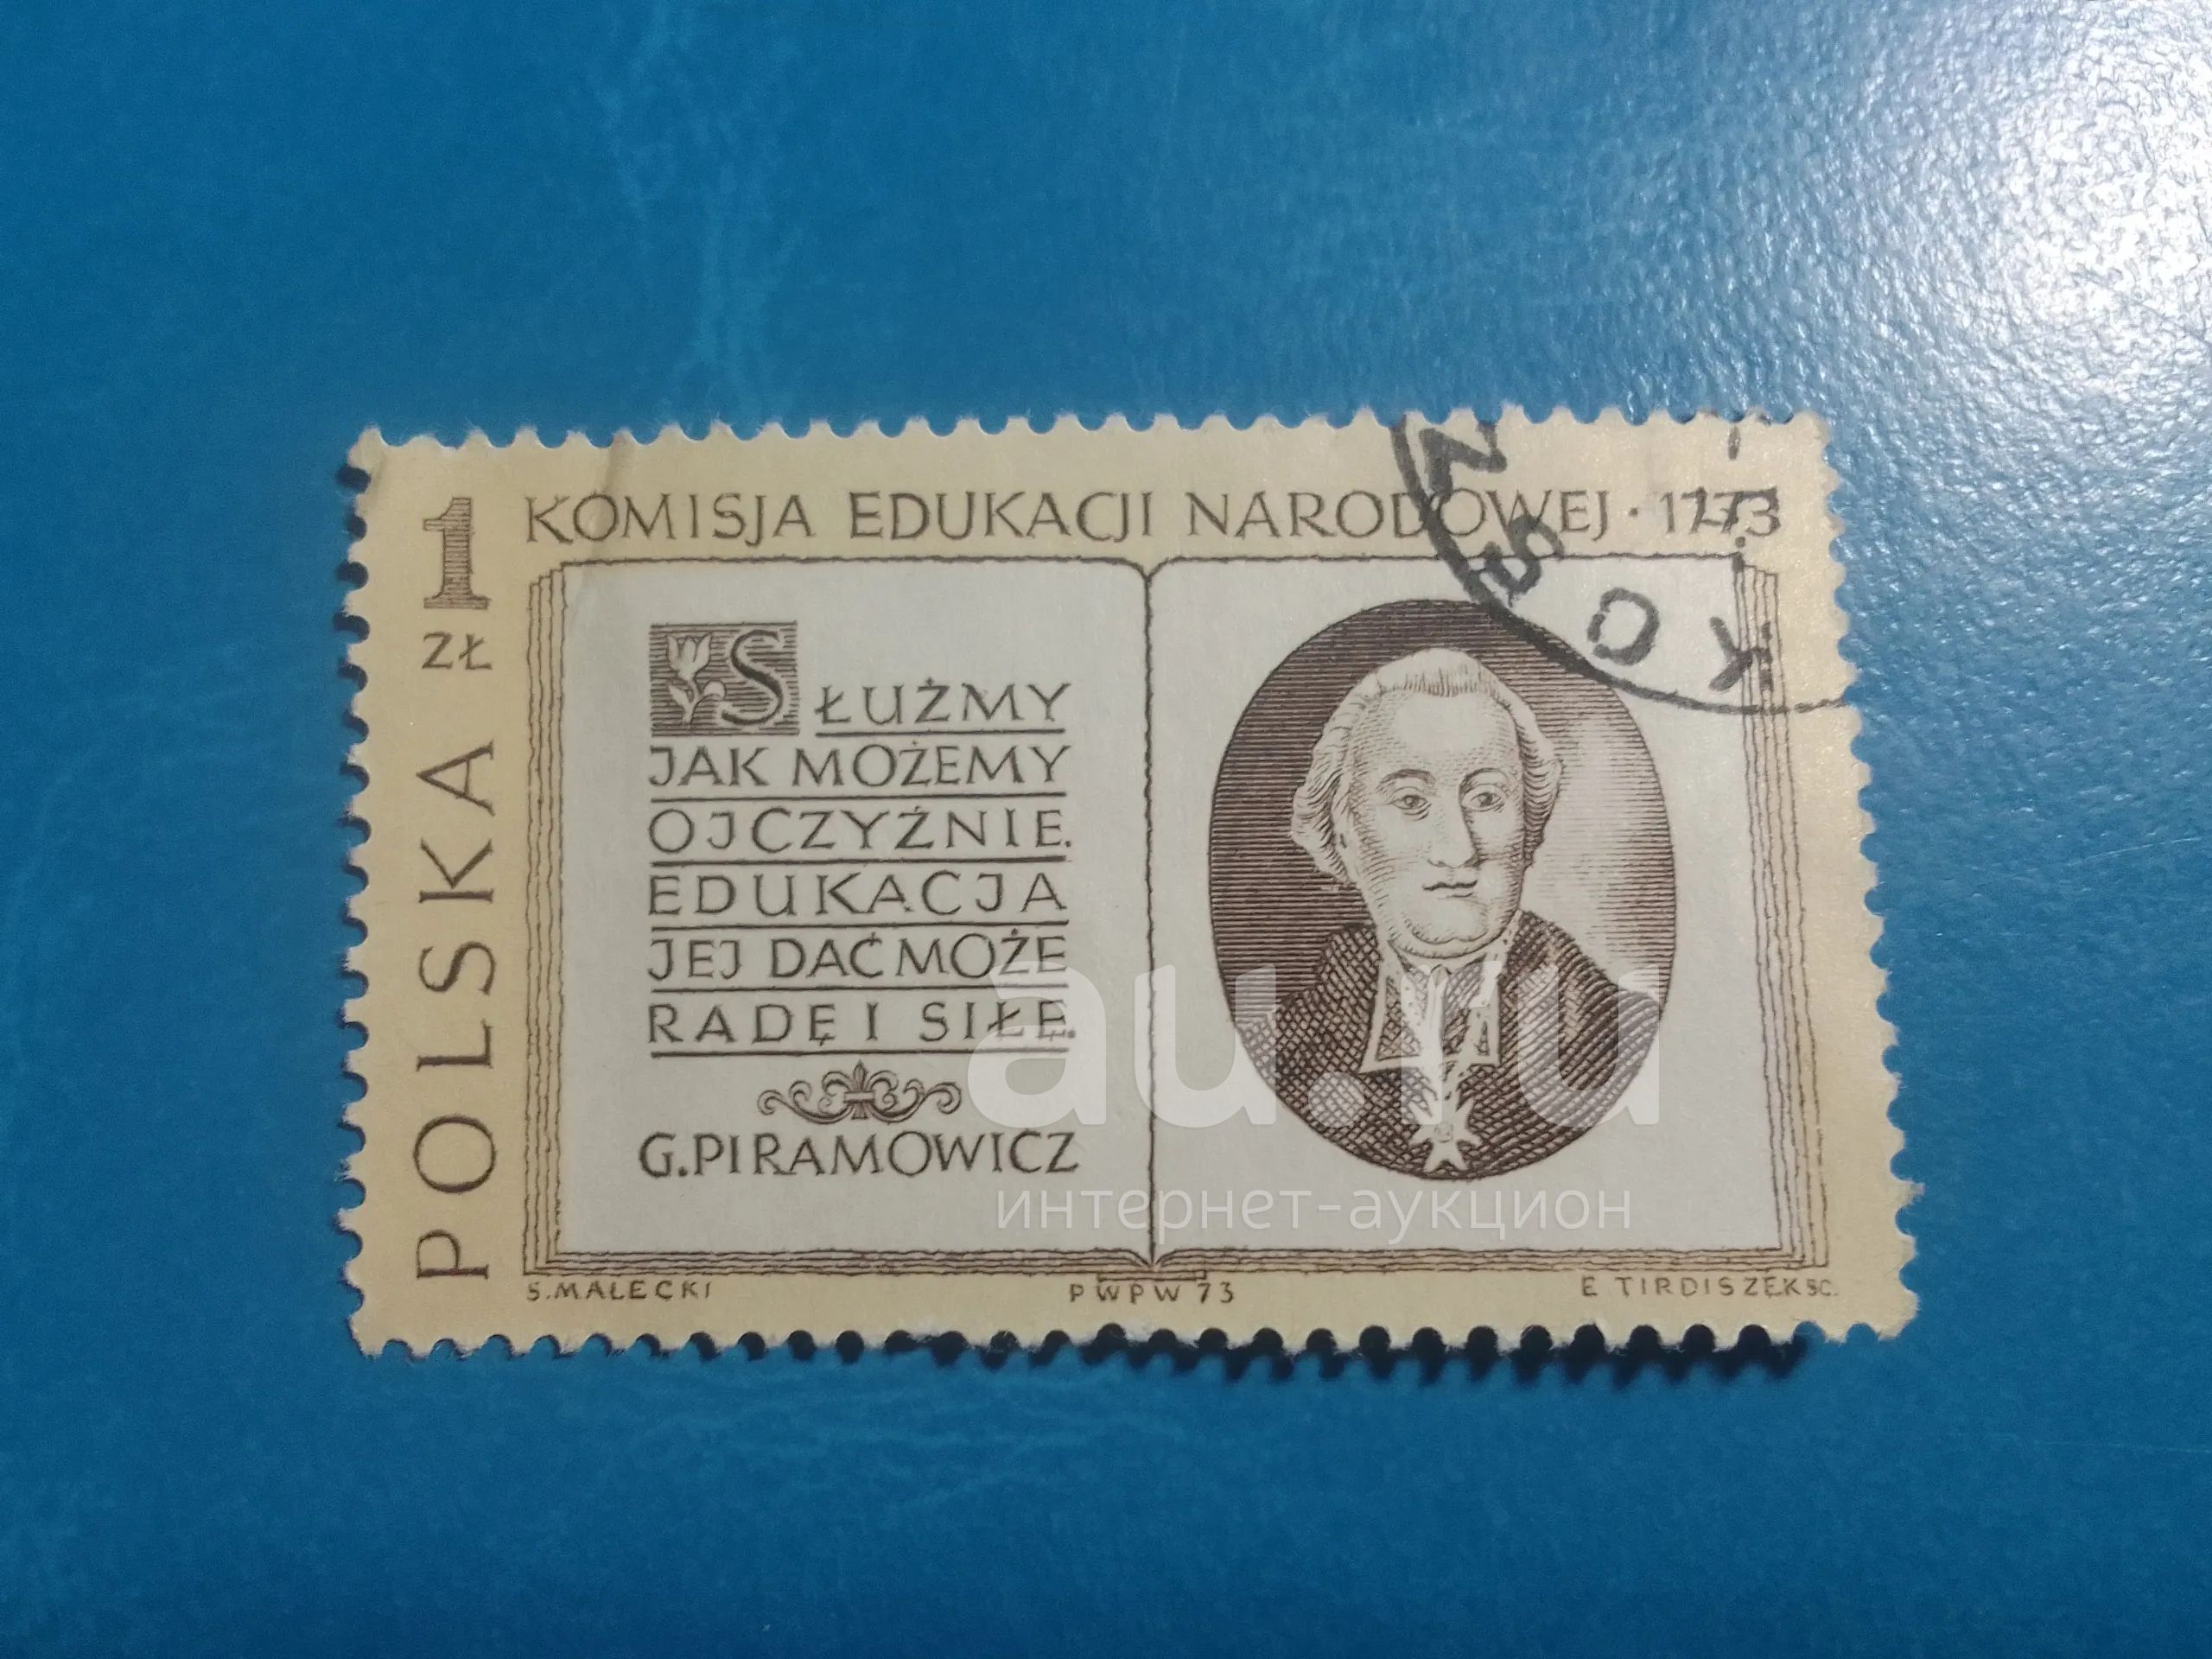 KOMISJA EDUKACJI NARODOWEJ · 1773
1
ZŁ
POLSKA
SŁUŻMY
JAK MOŻEMY
OJCZYŹNIE.
EDUKACJA
JEJ DAĆ MOŻE
RADĘ I SIŁĘ.
G.PIRAMOWICZ
S.MAŁECKI
PWPW 73
E TIRDISZEK SC.
au.ru
интернет-аукцион